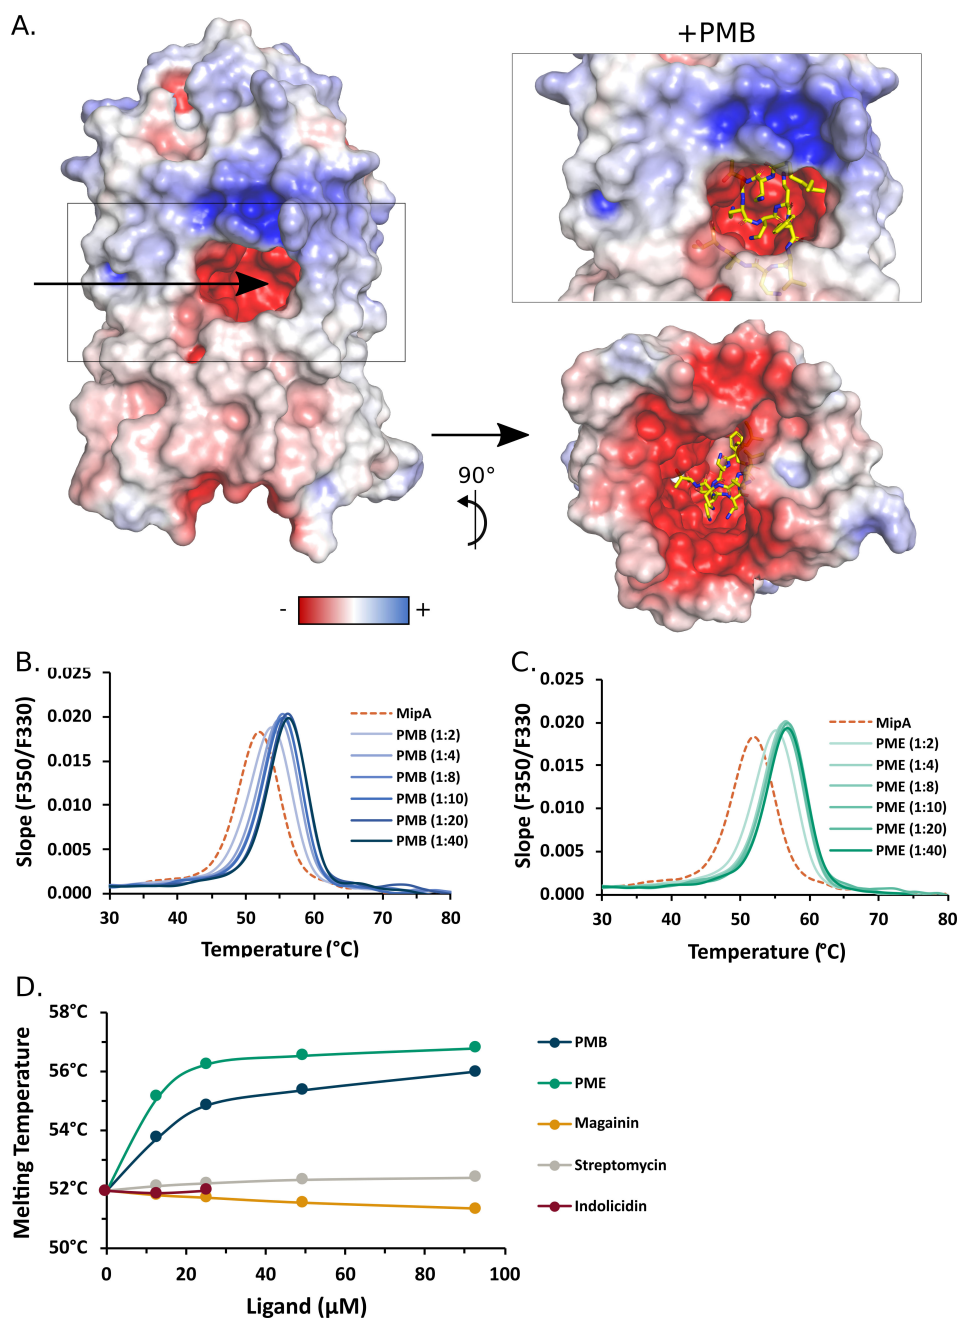 A.
+PMB
90°
- +
B.
C.
0.025
0.020
0.015
0.010
0.005
0.000
Slope (F350/F330)
30 40 50 60 70 80
Temperature (°C)
MipA
PMB (1:2)
PMB (1:4)
PMB (1:8)
PMB (1:10)
PMB (1:20)
PMB (1:40)
0.025
0.020
0.015
0.010
0.005
0.000
Slope (F350/F330
30 40 50 60 70 80
Temperature (°C)
MipA
PME (1:2)
PME (1:4)
PME (1:8)
PME (1:10)
PME (1:20)
PME (1:40)
D.
58°C
56°C
54°C
52°C
50°C
Melting Temperature
0 20 40 60 80 100
Ligand (µM)
PMB
PME
Magainin
Streptomycin
Indolicidin